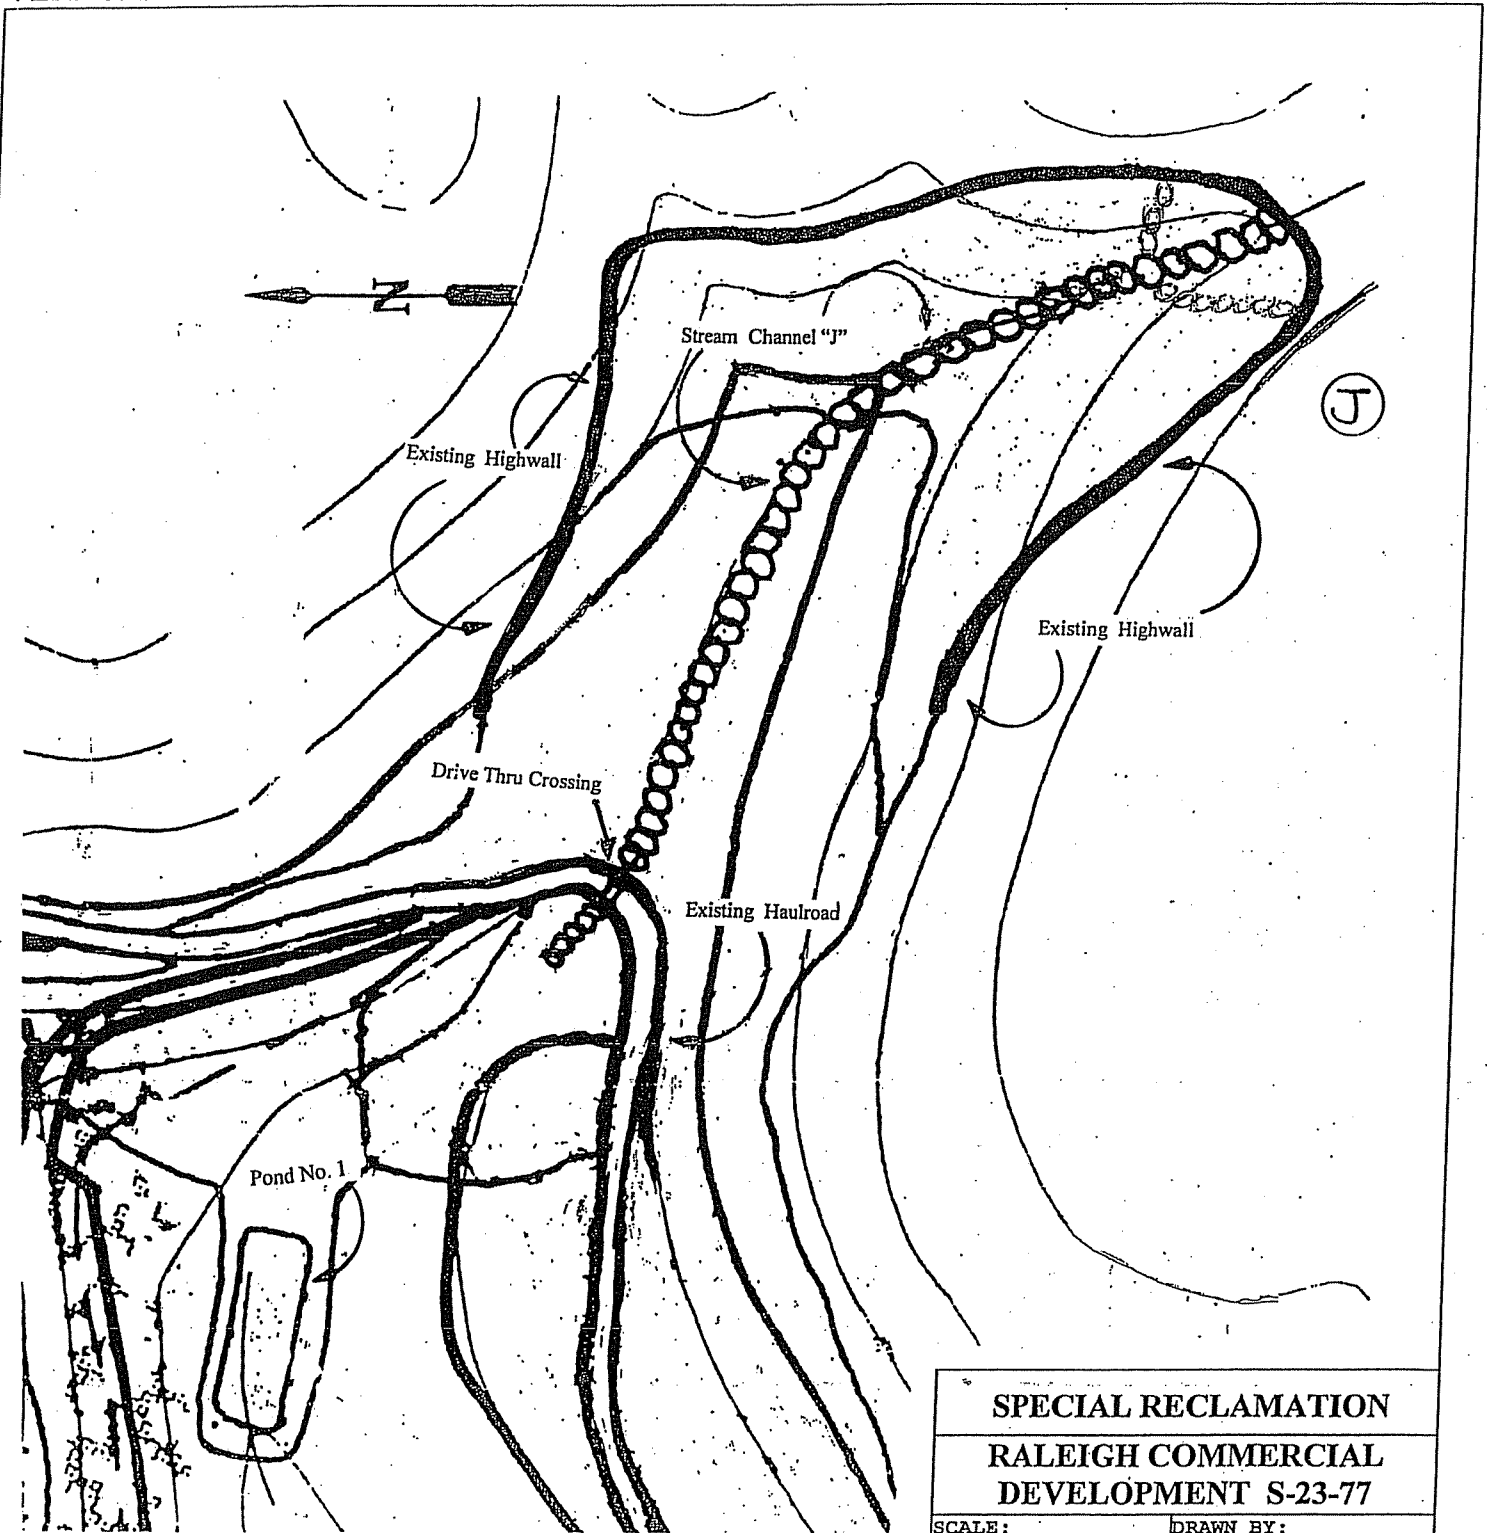 N
Stream Channel "J"
J
Existing Highwall
Existing Highwall
Drive Thru Crossing
Existing Haulroad
Pond No. 1
SPECIAL RECLAMATION
RALEIGH COMMERCIAL
DEVELOPMENT S-23-77
SCALE:
DRAWN BY: